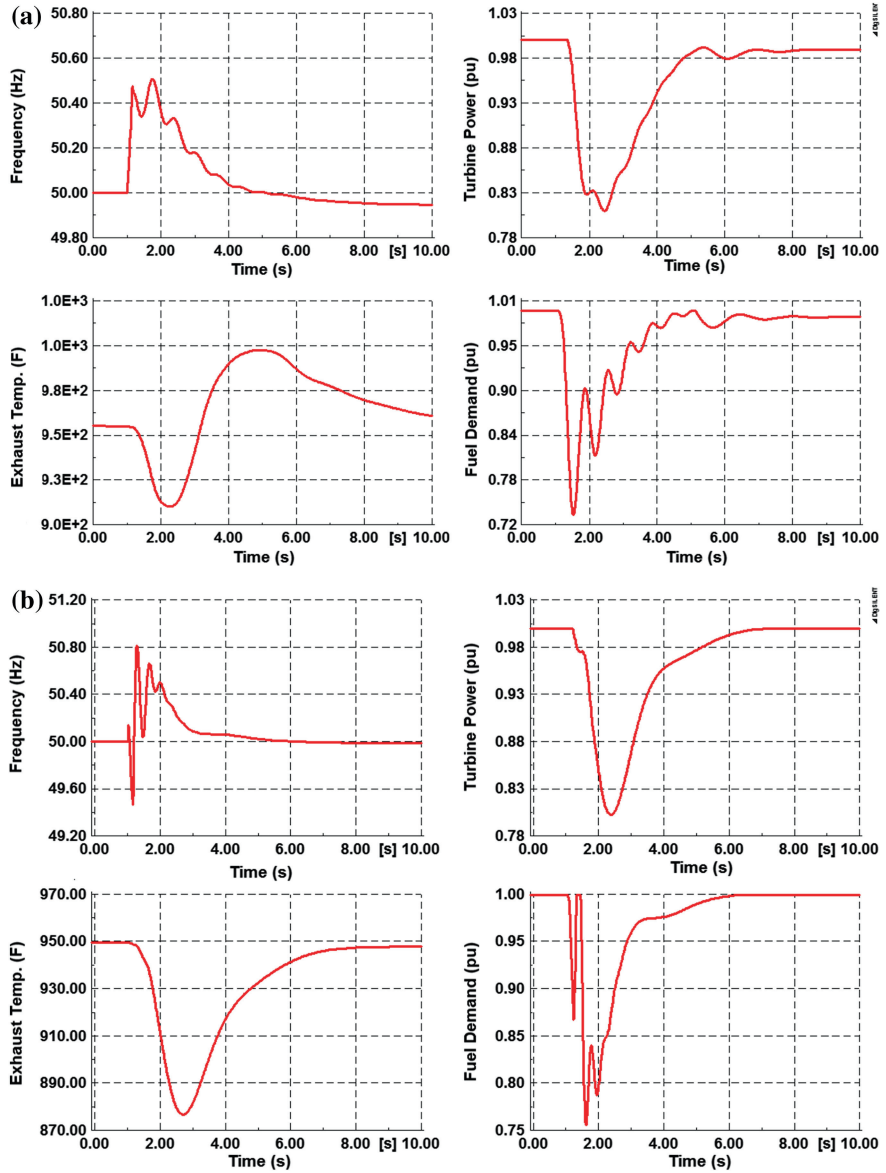 (a)
50.80
50.60
50.40
50.20
50.00
49.80
Frequency (Hz)
0.00 2.00 4.00 6.00 8.00 [s] 10.00
Time (s)
1.03
0.98
0.93
0.88
0.83
0.78
Turbine Power (pu)
0.00 2.00 4.00 6.00 8.00 [s] 10.00
Time (s)
DIgSILENT
1.0E+3
1.0E+3
9.8E+2
9.5E+2
9.3E+2
9.0E+2
Exhaust Temp. (F)
0.00 2.00 4.00 6.00 8.00 [s] 10.00
Time (s)
1.01
0.95
0.90
0.84
0.78
0.72
Fuel Demand (pu)
0.00 2.00 4.00 6.00 8.00 [s] 10.00
Time (s)
(b)
51.20
50.80
50.40
50.00
49.60
49.20
Frequency (Hz)
0.00 2.00 4.00 6.00 8.00 [s] 10.00
Time (s)
1.03
0.98
0.93
0.88
0.83
0.78
Turbine Power (pu)
0.00 2.00 4.00 6.00 8.00 [s] 10.00
Time (s)
DIgSILENT
970.00
950.00
930.00
910.00
890.00
870.00
Exhaust Temp. (F)
0.00 2.00 4.00 6.00 8.00 [s] 10.00
Time (s)
1.00
0.95
0.90
0.85
0.80
0.75
Fuel Demand (pu)
0.00 2.00 4.00 6.00 8.00 [s] 10.00
Time (s)